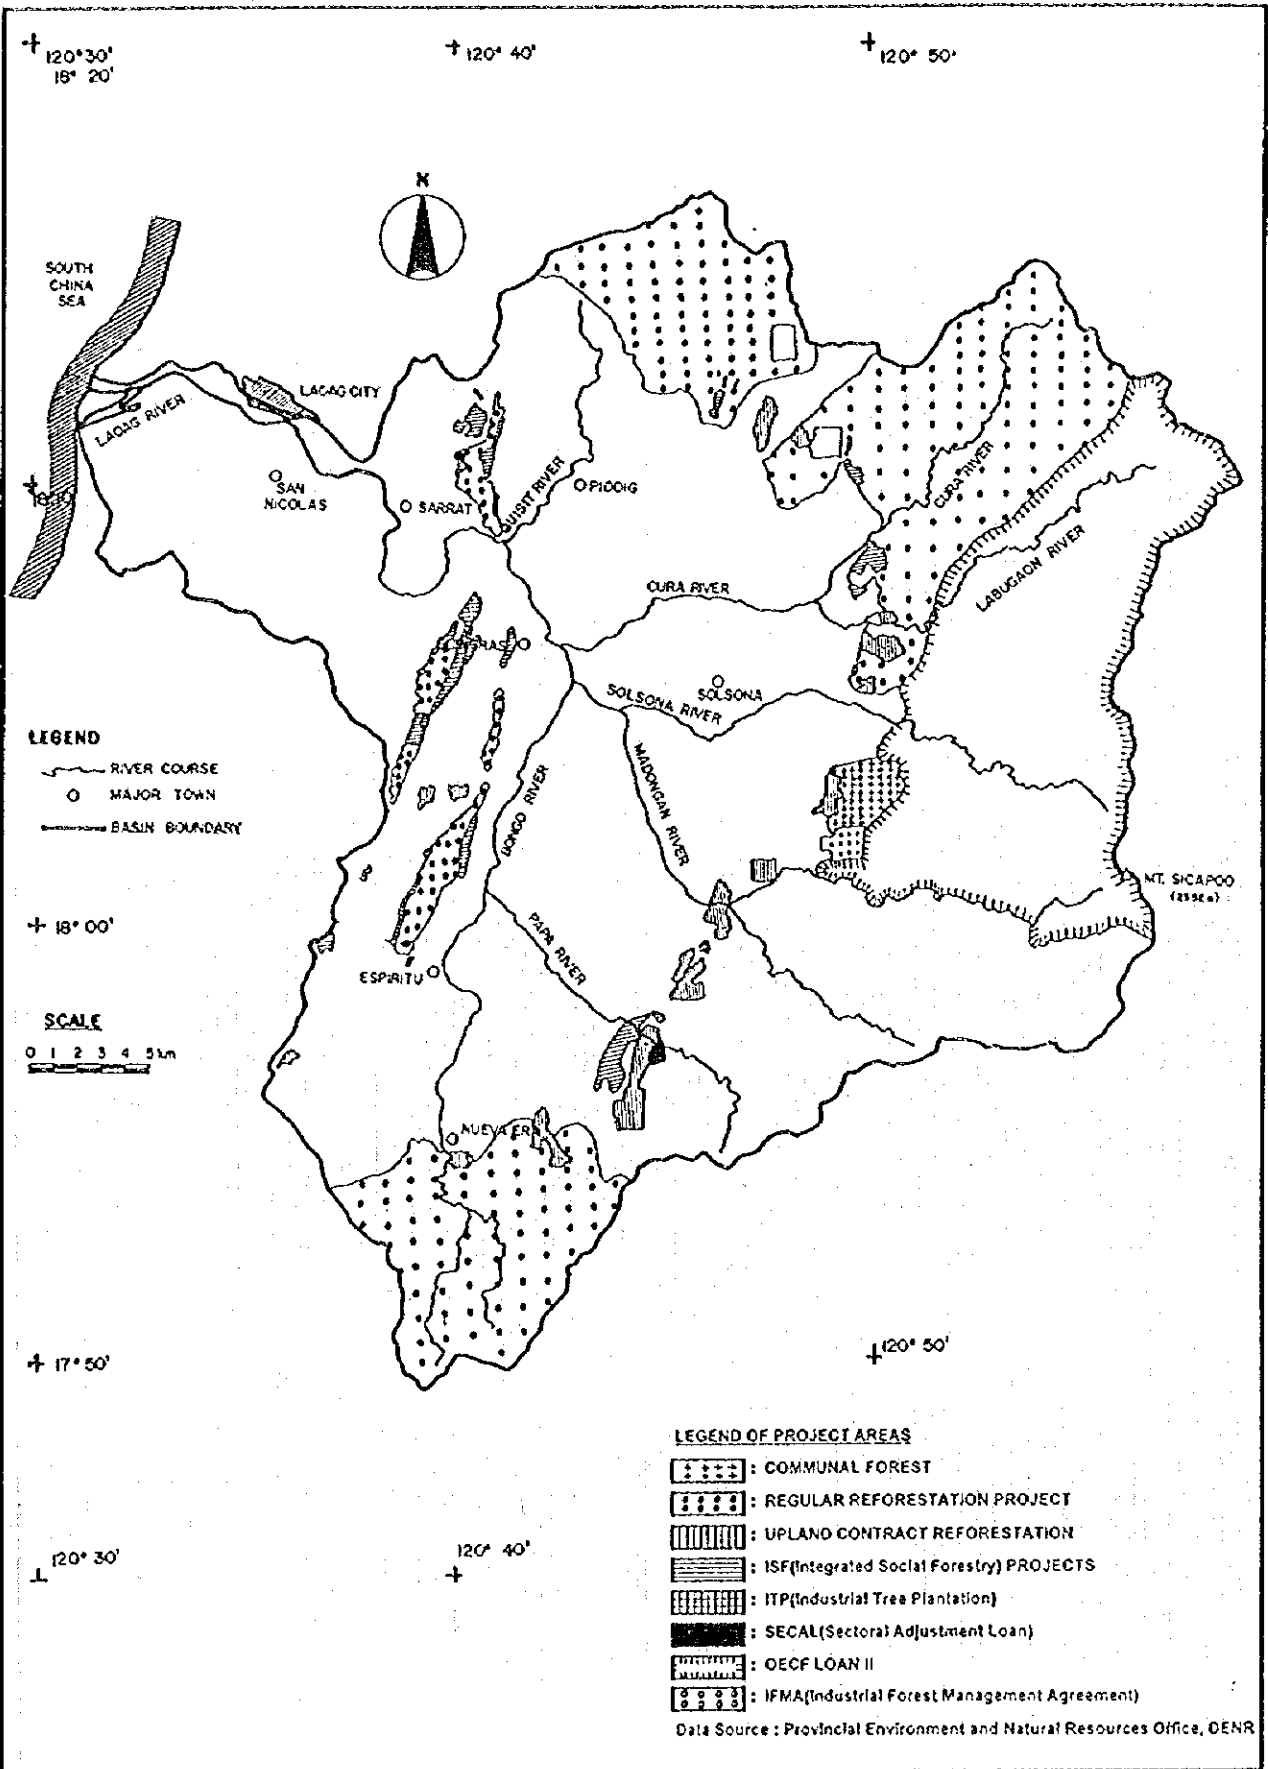 120°30'
18° 20'
120° 40'
120° 50'
N
SOUTH
CHINA
SEA
LAOAG CITY
LAOAG RIVER
SAN
NICOLAS
SARRAT
GUISIT RIVER
PIDDIG
CURA RIVER
LABUGAON RIVER
CURA RIVER
SOLSONA
SOLSONA RIVER
MADONGAN RIVER
BONGO RIVER
PAPA RIVER
MT. SICAPOO
ESPIRITU
NUEVA ERA
LEGEND
RIVER COURSE
MAJOR TOWN
BASIN BOUNDARY
18° 00'
SCALE
0 1 2 3 4 5 km
17° 50'
120° 50'
120° 30'
120° 40'
LEGEND OF PROJECT AREAS
: COMMUNAL FOREST
: REGULAR REFORESTATION PROJECT
: UPLAND CONTRACT REFORESTATION
: ISF(Integrated Social Forestry) PROJECTS
: ITP(Industrial Tree Plantation)
: SECAL(Sectoral Adjustment Loan)
: OECF LOAN II
: IFMA(Industrial Forest Management Agreement)
Data Source : Provincial Environment and Natural Resources Office, DENR